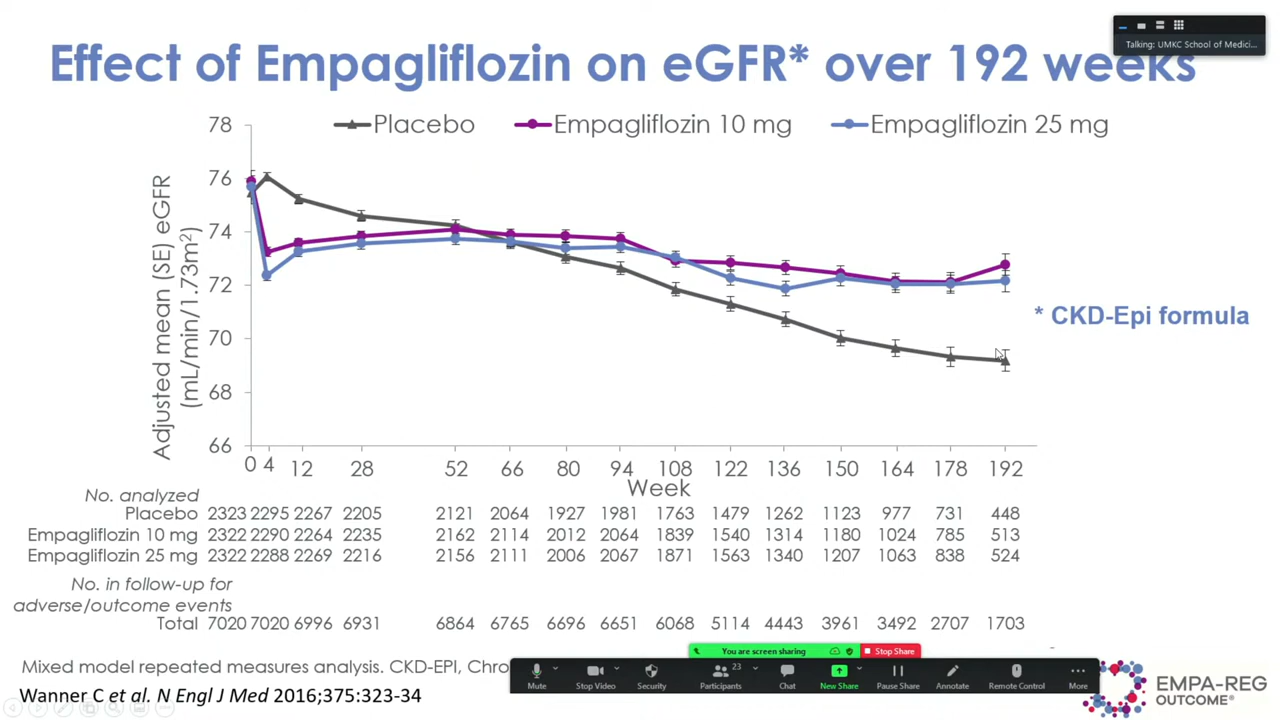 Talking: UMKC School of Medici...
Effect of Empagliflozin on eGFR* over 192 weeks
Placebo
Empagliflozin 10 mg
Empagliflozin 25 mg
Adjusted mean (SE) eGFR
(mL/min/1.73m²)
78
76
74
72
70
68
66
* CKD-Epi formula
0 4 12 28 52 66 80 94 108 122 136 150 164 178 192
Week
No. analyzed
Placebo 2323 2295 2267 2205 2121 2064 1927 1981 1763 1479 1262 1123 977 731 448
Empagliflozin 10 mg 2322 2290 2264 2235 2162 2114 2012 2064 1839 1540 1314 1180 1024 785 513
Empagliflozin 25 mg 2322 2288 2269 2216 2156 2111 2006 2067 1871 1563 1340 1207 1063 838 524
No. in follow-up for
adverse/outcome events
Total 7020 7020 6996 6931 6864 6765 6696 6651 6068 5114 4443 3961 3492 2707 1703
You are screen sharing
Stop Share
Mixed model repeated measures analysis. CKD-EPI, Chro
Wanner C et al. N Engl J Med 2016;375:323-34
23
Mute
Stop Video
Security
Participants
Chat
New Share
Pause Share
Annotate
Remote Control
More
EMPA-REG
OUTCOME®